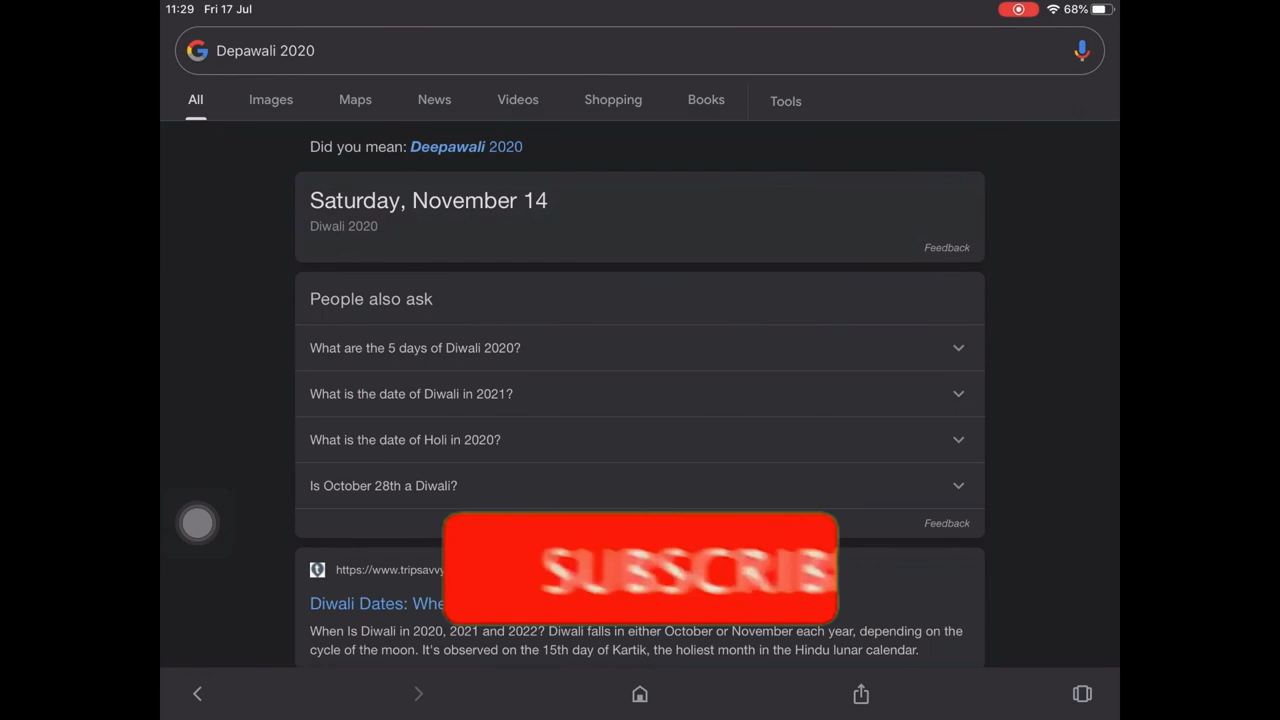 11:29 Fri 17 Jul 68%
Depawali 2020
All Images Maps News Videos Shopping Books Tools
Did you mean: Deepawali 2020
Saturday, November 14
Diwali 2020
Feedback
People also ask
What are the 5 days of Diwali 2020?
What is the date of Diwali in 2021?
What is the date of Holi in 2020?
Is October 28th a Diwali?
Feedback
https://www.tripsavvy
SUBSCRIB
Diwali Dates: Whe
When Is Diwali in 2020, 2021 and 2022? Diwali falls in either October or November each year, depending on the
cycle of the moon. It's observed on the 15th day of Kartik, the holiest month in the Hindu lunar calendar.